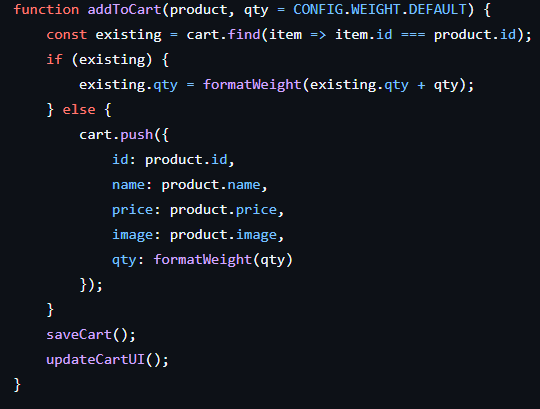 function addToCart(product, qty = CONFIG.WEIGHT.DEFAULT) {
    const existing = cart.find(item => item.id === product.id);
    if (existing) {
        existing.qty = formatWeight(existing.qty + qty);
    } else {
        cart.push({
            id: product.id,
            name: product.name,
            price: product.price,
            image: product.image,
            qty: formatWeight(qty)
        });
    }
    saveCart();
    updateCartUI();
}